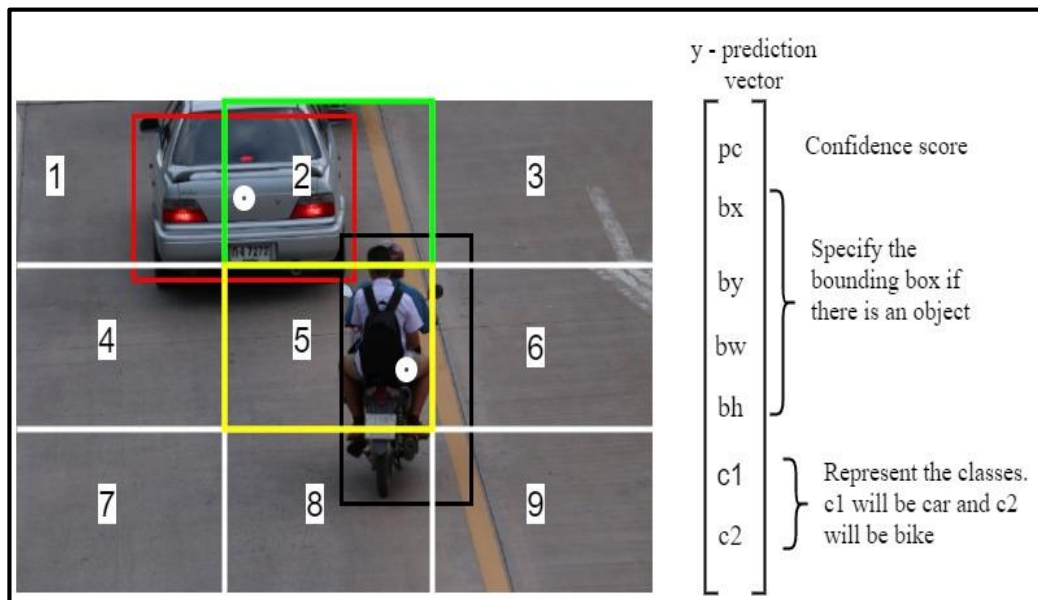 y - prediction
vector
1
2
3
4
5
6
7
8
9
pc
Confidence score
bx
by
bw
bh
Specify the
bounding box if
there is an object
c1
c2
Represent the classes.
c1 will be car and c2
will be bike